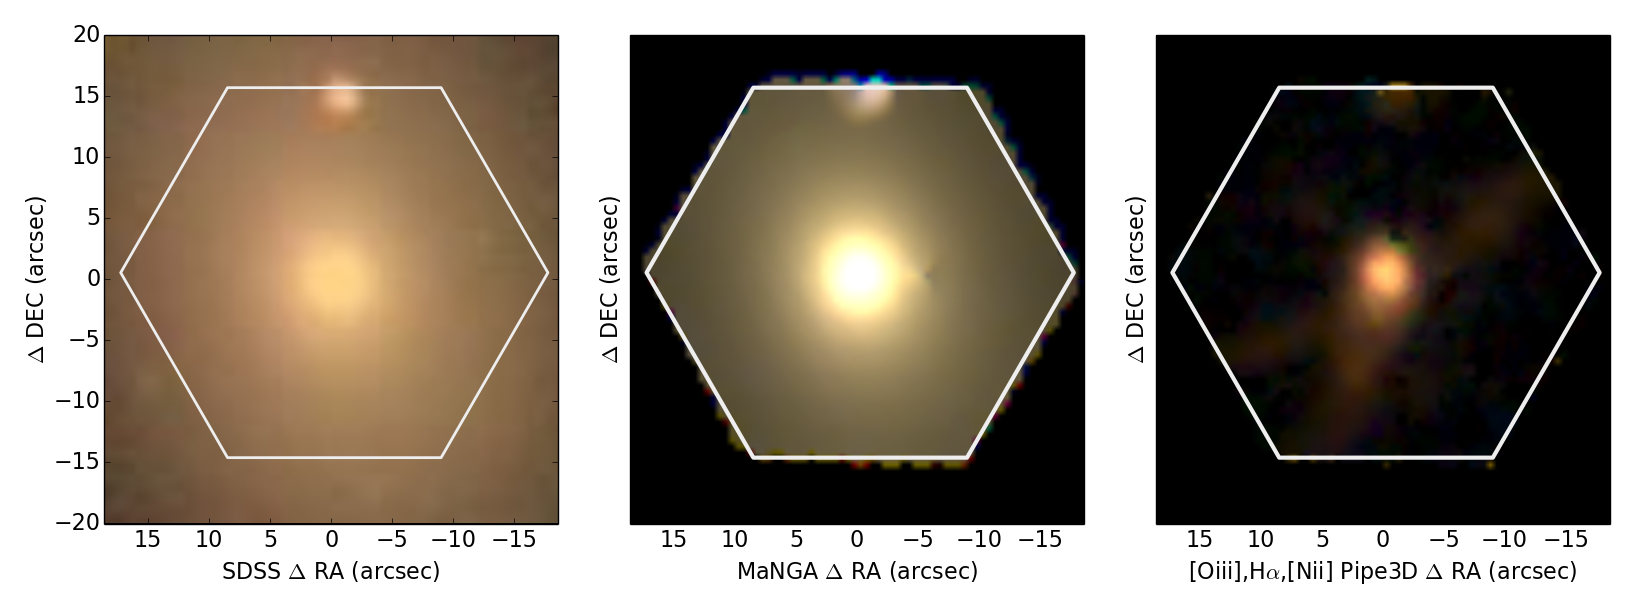 20
15
10
5
0
−5
−10
−15
−20
Δ DEC (arcsec)
15 10 5 0 −5 −10 −15
SDSS Δ RA (arcsec)
Δ DEC (arcsec)
15 10 5 0 −5 −10 −15
MaNGA Δ RA (arcsec)
Δ DEC (arcsec)
15 10 5 0 −5 −10 −15
[Oiii],Hα,[Nii] Pipe3D Δ RA (arcsec)